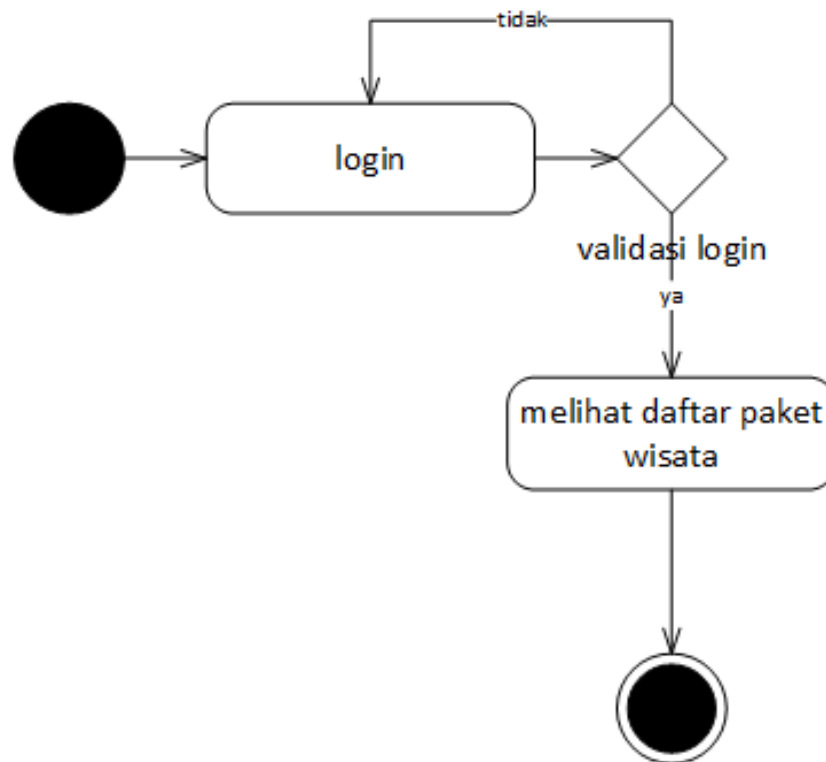 tidak
login
validasi login
ya
melihat daftar paket
wisata